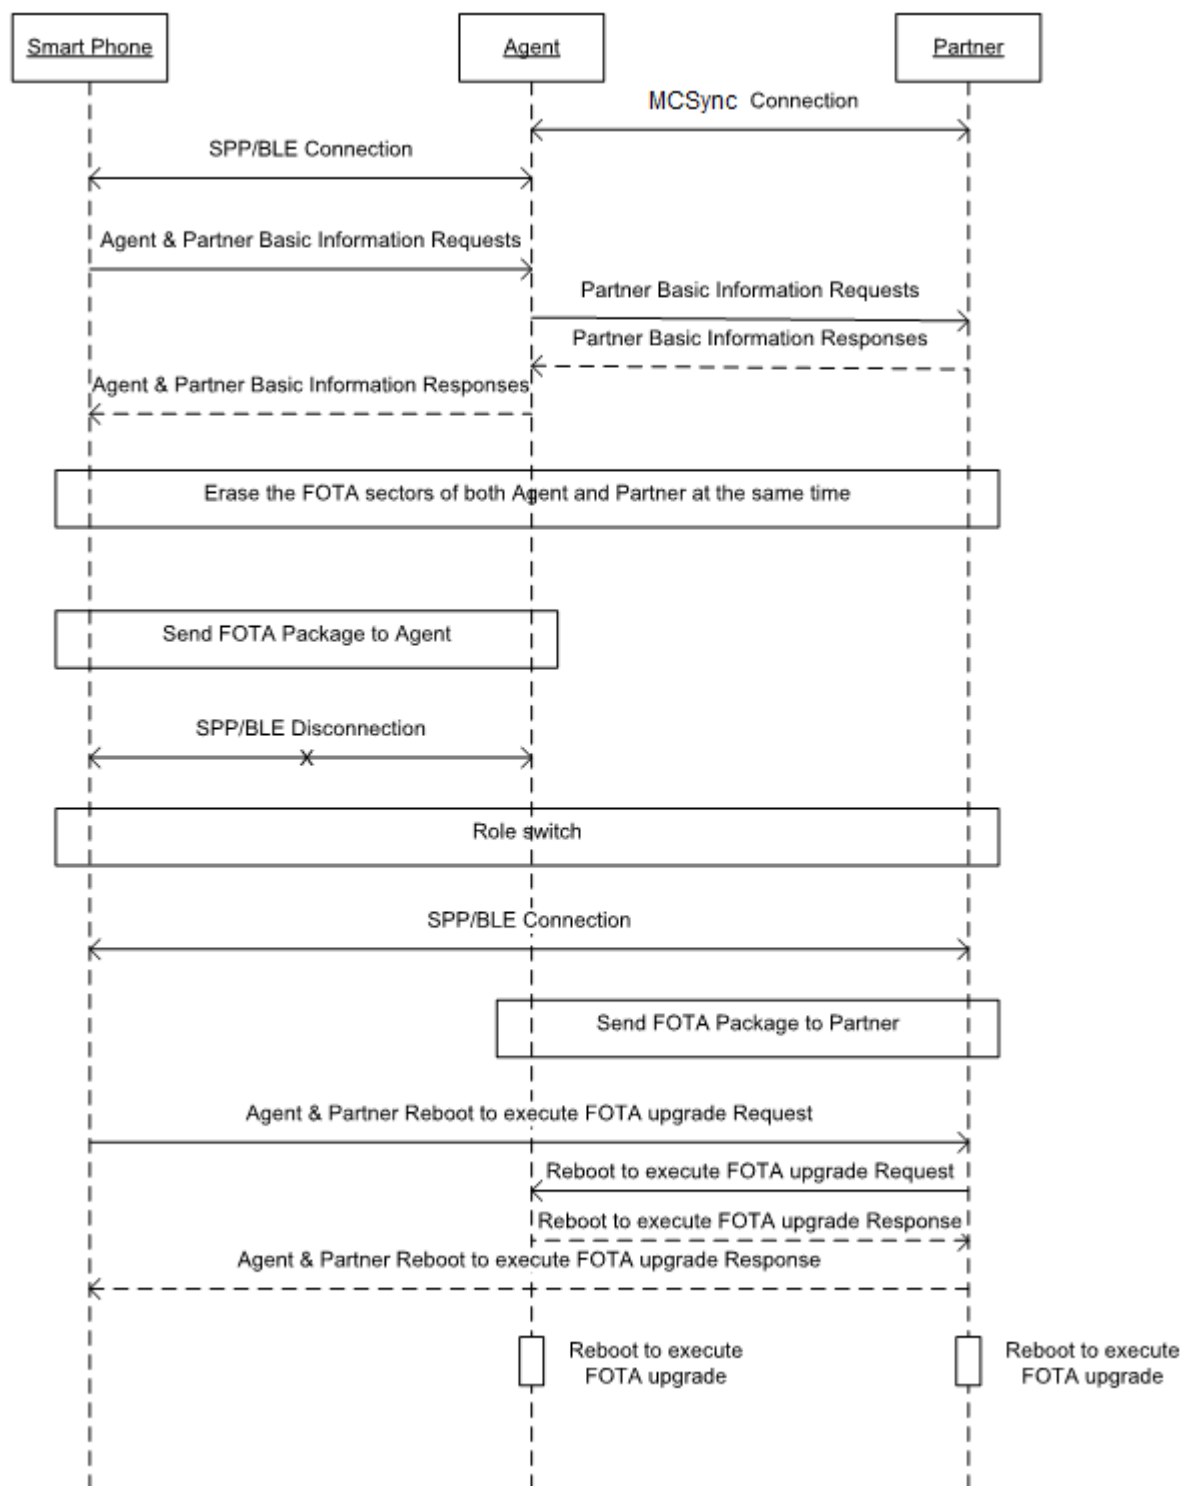 Smart Phone
Agent
Partner
MCSync Connection
SPP/BLE Connection
Agent & Partner Basic Information Requests
Partner Basic Information Requests
Partner Basic Information Responses
Agent & Partner Basic Information Responses
Erase the FOTA sectors of both Agent and Partner at the same time
Send FOTA Package to Agent
SPP/BLE Disconnection
X
Role switch
SPP/BLE Connection
Send FOTA Package to Partner
Agent & Partner Reboot to execute FOTA upgrade Request
Reboot to execute FOTA upgrade Request
Reboot to execute FOTA upgrade Response
Agent & Partner Reboot to execute FOTA upgrade Response
Reboot to execute
FOTA upgrade
Reboot to execute
FOTA upgrade